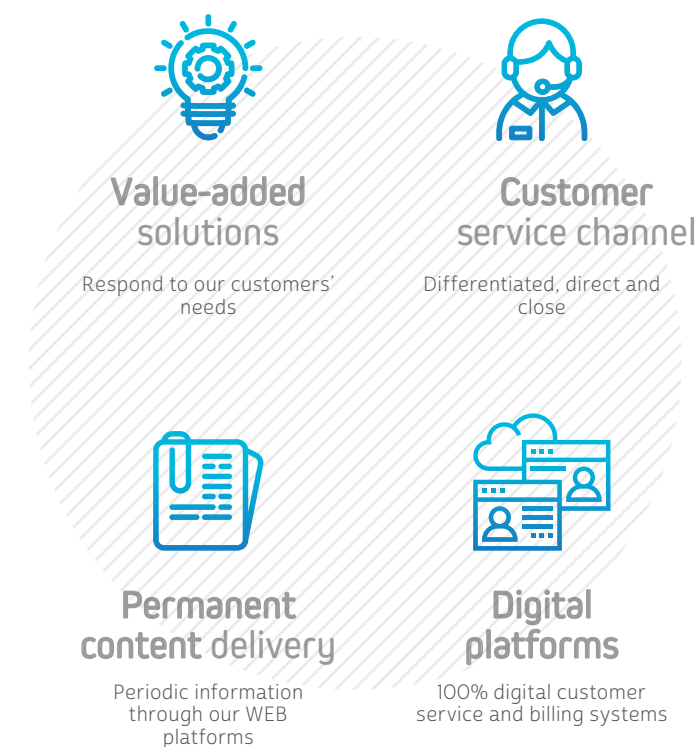 Value-added
solutions
Respond to our customers’
needs
Customer
service channel
Differentiated, direct and
close
Permanent
content delivery
Periodic information
through our WEB
platforms
Digital
platforms
100% digital customer
service and billing systems